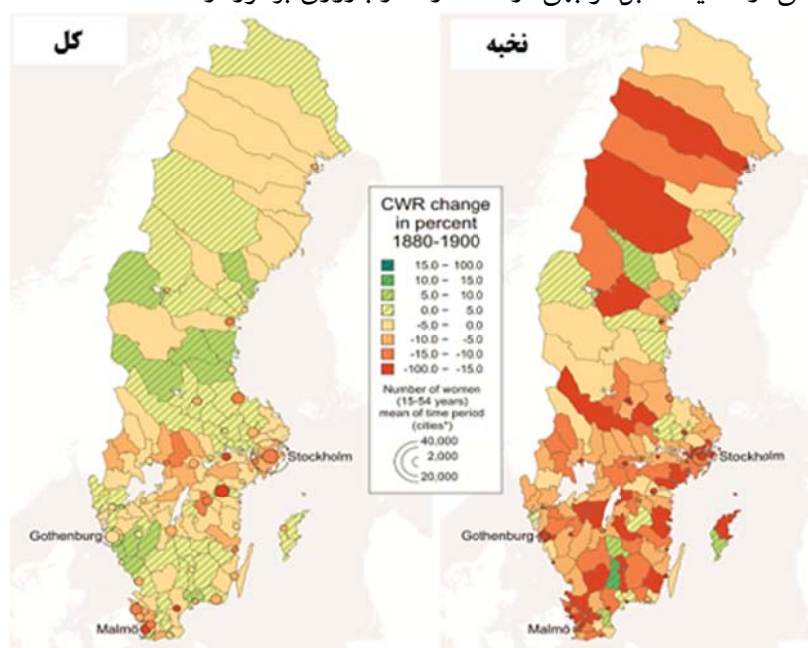 کل
نخبه
CWR change
in percent
1880-1900
15.0 – 100.0
10.0 – 15.0
5.0 – 10.0
0.0 – 5.0
-5.0 – 0.0
-10.0 – -5.0
-15.0 – -10.0
-100.0 – -15.0
Number of women
(15-54 years)
mean of time period
(cities*)
40,000
2,000
20,000
Stockholm
Gothenburg
Malmö
Stockholm
Gothenburg
Malmö